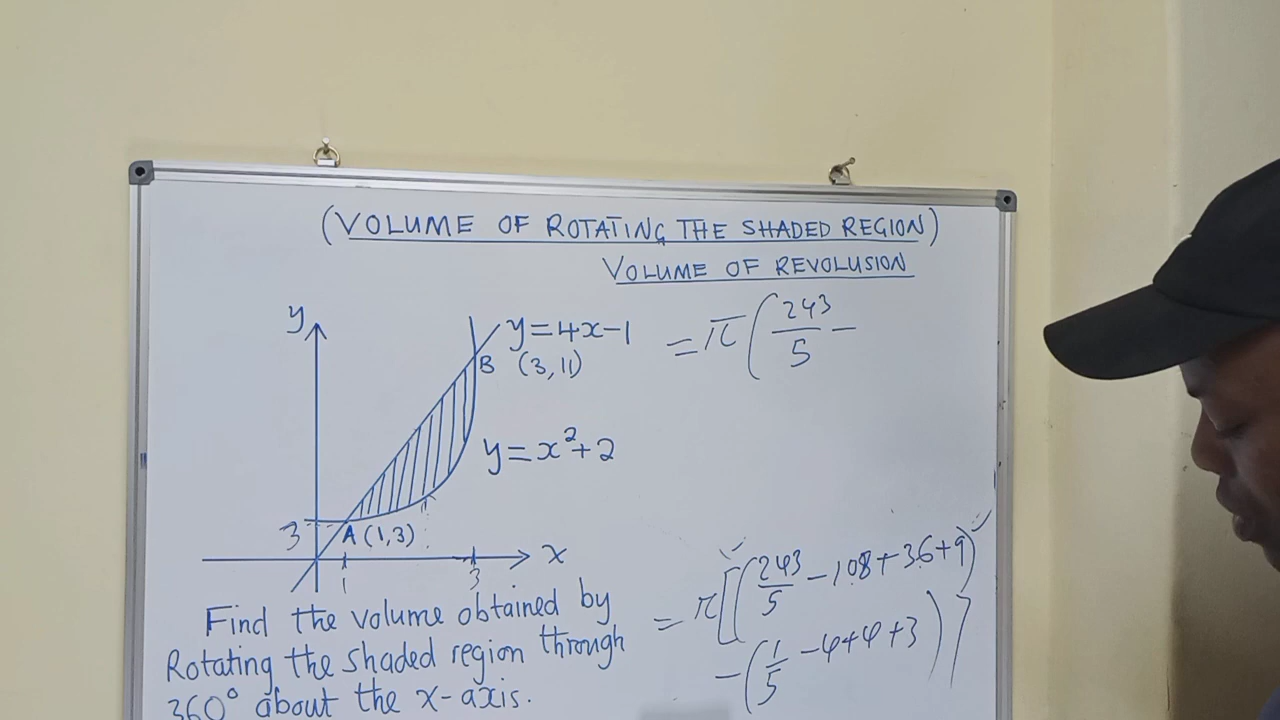 (VOLUME OF ROTATING THE SHADED REGION)
VOLUME OF REVOLUSION
y
y=4x-1
B (3,11)
y=x²+2
3
A (1,3)
x
1
3
Find the volume obtained by
Rotating the shaded region through
360° about the x-axis.
=π(243/5 -
=π[(243/5 -108+36+9)
-(1/5 -4+4+3)]